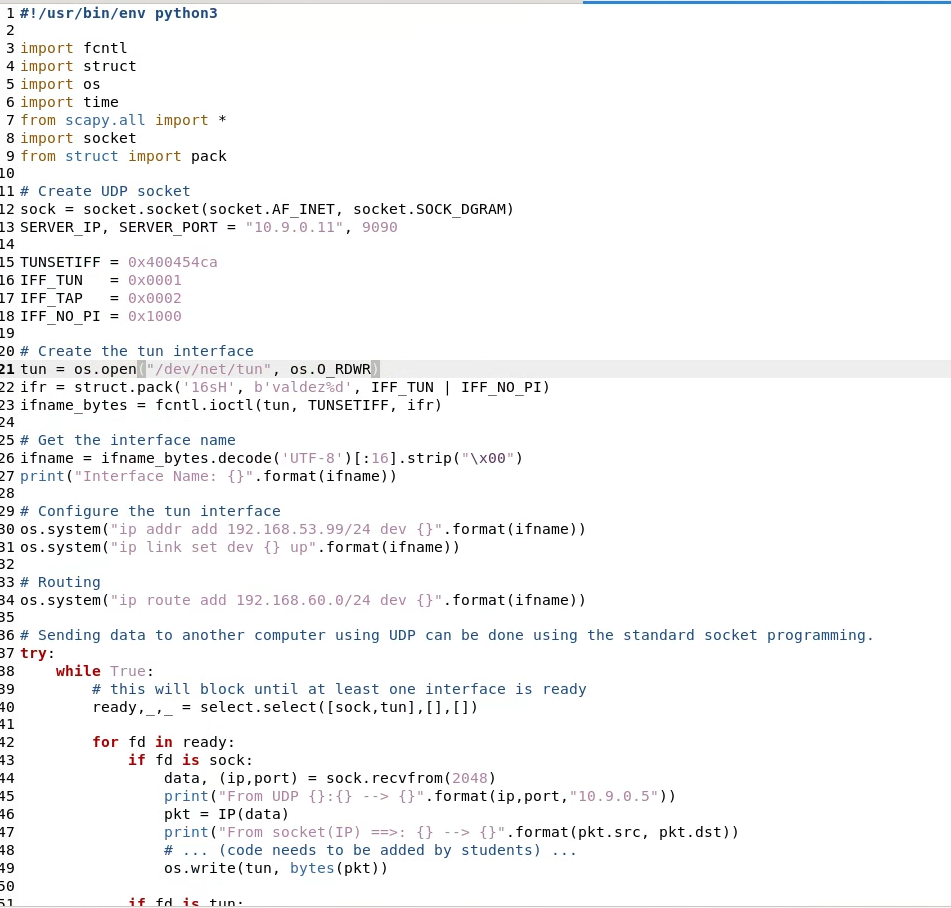 1 #!/usr/bin/env python3
2
3 import fcntl
4 import struct
5 import os
6 import time
7 from scapy.all import *
8 import socket
9 from struct import pack
10
11 # Create UDP socket
12 sock = socket.socket(socket.AF_INET, socket.SOCK_DGRAM)
13 SERVER_IP, SERVER_PORT = "10.9.0.11", 9090
14
15 TUNSETIFF = 0x400454ca
16 IFF_TUN   = 0x0001
17 IFF_TAP   = 0x0002
18 IFF_NO_PI = 0x1000
19
20 # Create the tun interface
21 tun = os.open("/dev/net/tun", os.O_RDWR)
22 ifr = struct.pack('16sH', b'valdez%d', IFF_TUN | IFF_NO_PI)
23 ifname_bytes = fcntl.ioctl(tun, TUNSETIFF, ifr)
24
25 # Get the interface name
26 ifname = ifname_bytes.decode('UTF-8')[:16].strip("\x00")
27 print("Interface Name: {}".format(ifname))
28
29 # Configure the tun interface
30 os.system("ip addr add 192.168.53.99/24 dev {}".format(ifname))
31 os.system("ip link set dev {} up".format(ifname))
32
33 # Routing
34 os.system("ip route add 192.168.60.0/24 dev {}".format(ifname))
35
36 # Sending data to another computer using UDP can be done using the standard socket programming.
37 try:
38     while True:
39         # this will block until at least one interface is ready
40         ready,_,_ = select.select([sock,tun],[],[])
41
42         for fd in ready:
43             if fd is sock:
44                 data, (ip,port) = sock.recvfrom(2048)
45                 print("From UDP {}:{} --> {}".format(ip,port,"10.9.0.5"))
46                 pkt = IP(data)
47                 print("From socket(IP) ==>: {} --> {}".format(pkt.src, pkt.dst))
48                 # ... (code needs to be added by students) ...
49                 os.write(tun, bytes(pkt))
50
51             if fd is tun: